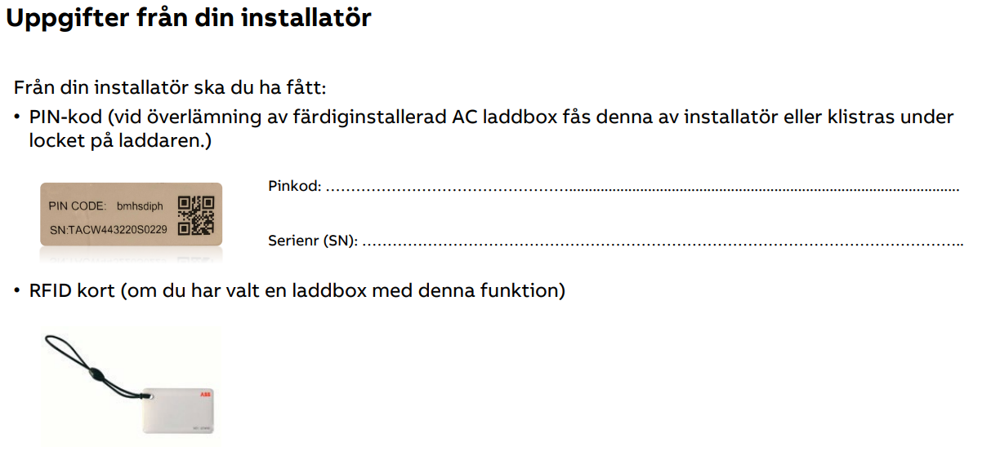 Uppgifter från din installatör
Från din installatör ska du ha fått:
• PIN-kod (vid överlämning av färdiginstallerad AC laddbox fås denna av installatör eller klistras under
locket på laddaren.)
PIN CODE: bmhsdiph
SN:TACW443220S0229
Pinkod: ......................................................................................................
Serienr (SN): ......................................................................................................
• RFID kort (om du har valt en laddbox med denna funktion)
ABB